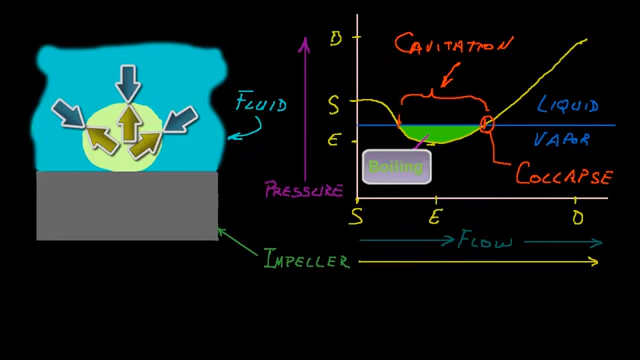 CAVITATION
D
S
E
FLUID
LIQUID
VAPOR
Boiling
COLLAPSE
PRESSURE
S E D
FLOW
IMPELLER